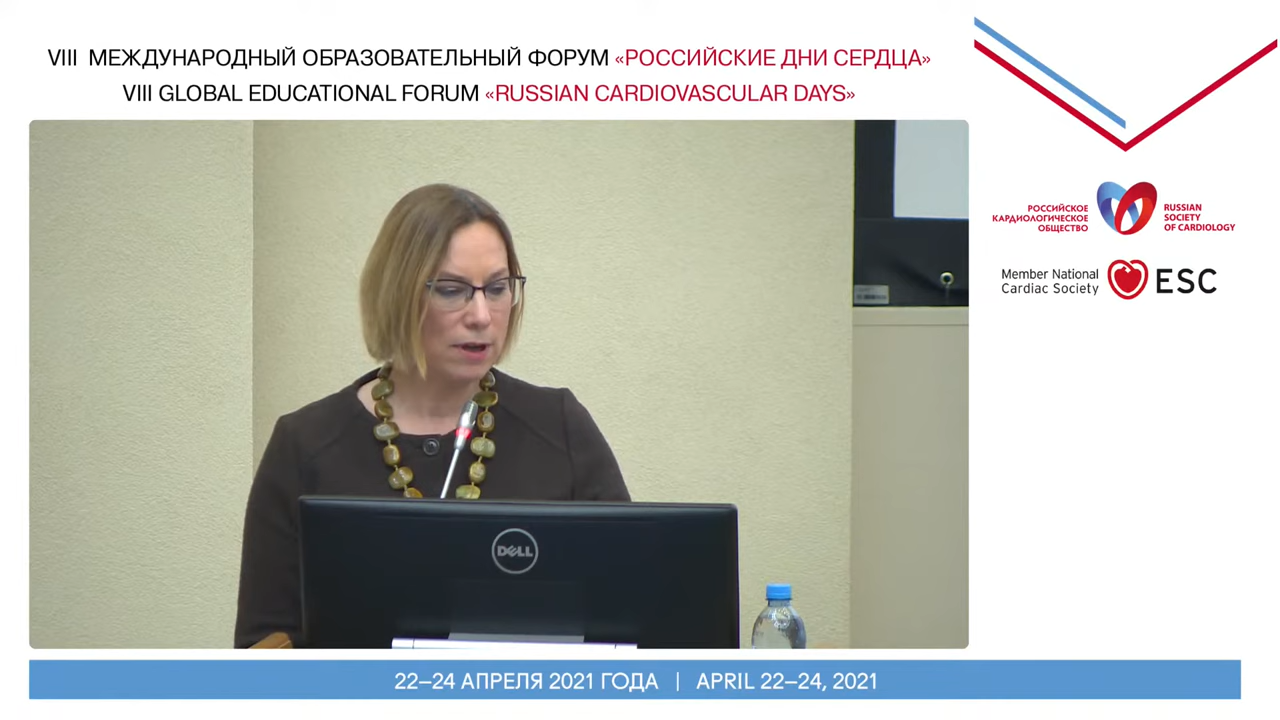 VIII МЕЖДУНАРОДНЫЙ ОБРАЗОВАТЕЛЬНЫЙ ФОРУМ «РОССИЙСКИЕ ДНИ СЕРДЦА»
VIII GLOBAL EDUCATIONAL FORUM «RUSSIAN CARDIOVASCULAR DAYS»
РОССИЙСКОЕ
КАРДИОЛОГИЧЕСКОЕ
ОБЩЕСТВО
RUSSIAN
SOCIETY
OF CARDIOLOGY
Member National
Cardiac Society
ESC
DELL
22–24 АПРЕЛЯ 2021 ГОДА | APRIL 22–24, 2021